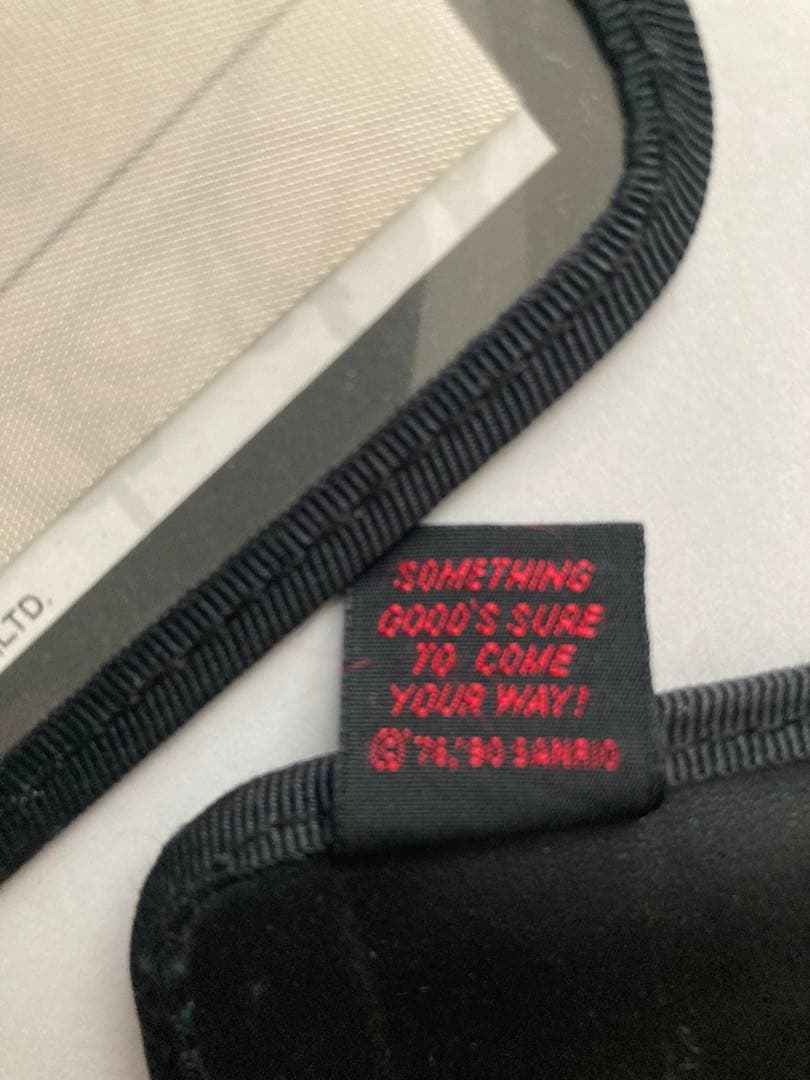 LTD.
SOMETHING
GOOD'S SURE
TO COME
YOUR WAY!
© '76, '90 SANRIO